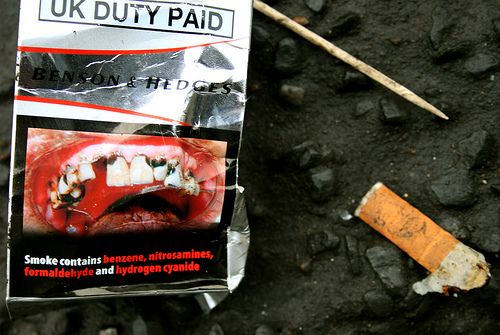 UK DUTY PAID
BENSON & HEDGES
Smoke contains benzene, nitrosamines,
formaldehyde and hydrogen cyanide